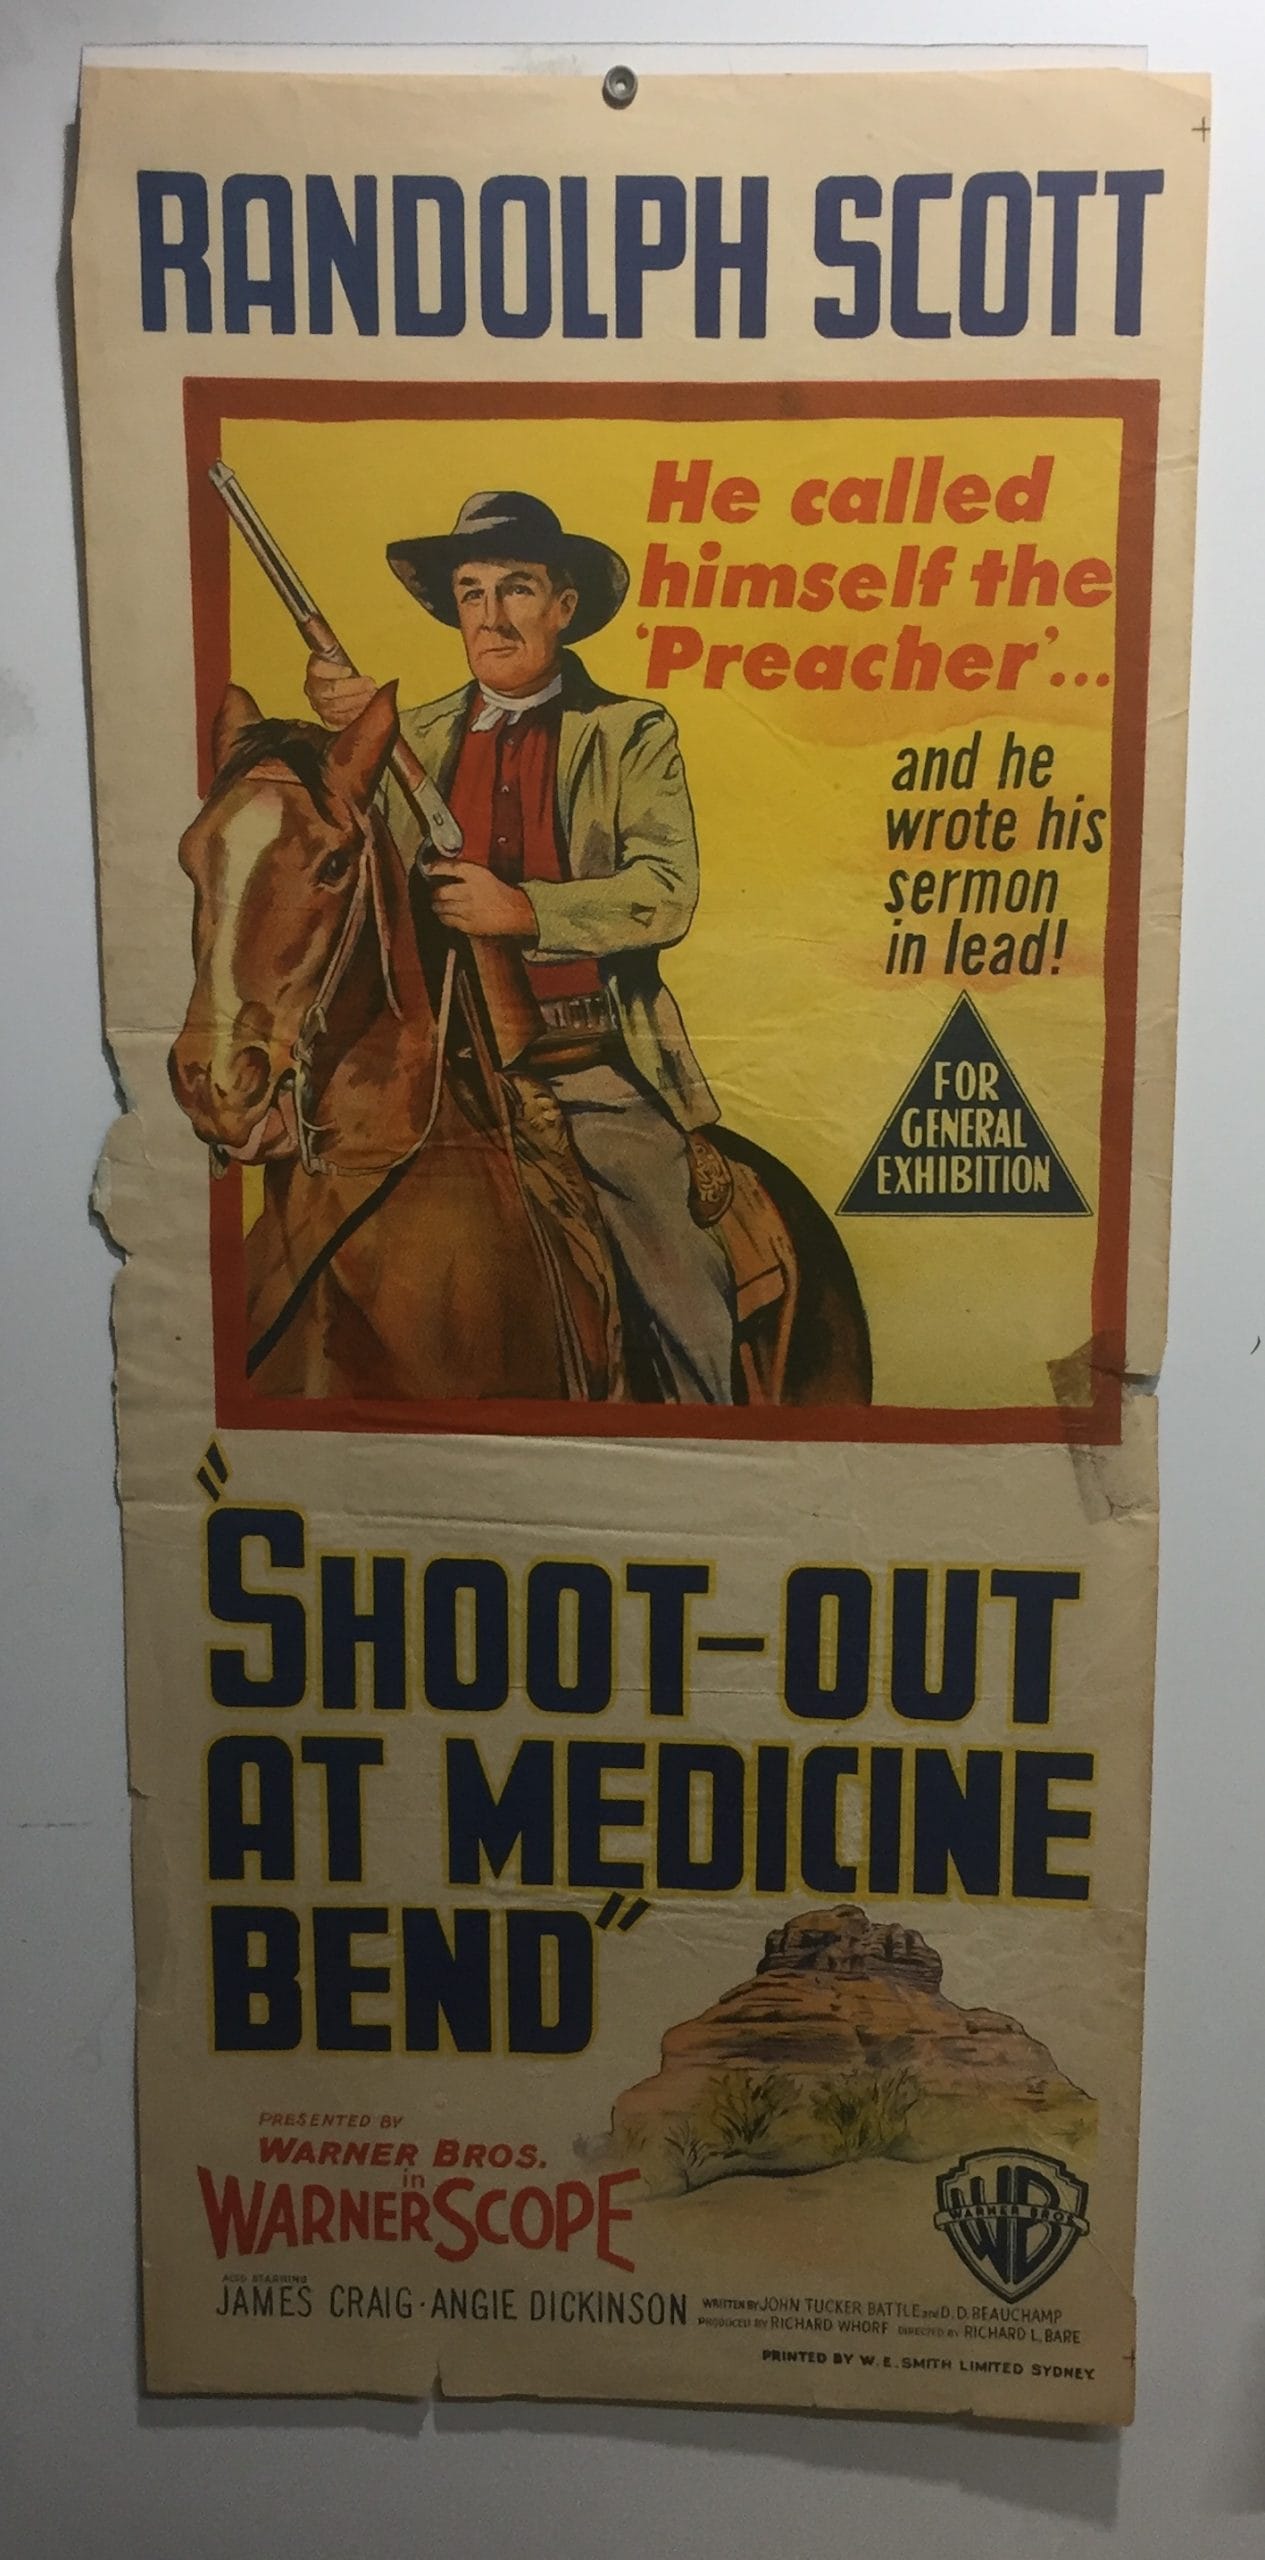 RANDOLPH SCOTT
He called
himself the
'Preacher'...
and he
wrote his
sermon
in lead!
FOR
GENERAL
EXHIBITION
"SHOOT-OUT
AT MEDICINE
BEND"
PRESENTED BY
WARNER BROS.
in
WARNERSCOPE
WB
WARNER BROS
ALSO STARRING
JAMES CRAIG · ANGIE DICKINSON
WRITTEN BY JOHN TUCKER BATTLE and D. D. BEAUCHAMP
PRODUCED BY RICHARD WHORF DIRECTED BY RICHARD L. BARE
PRINTED BY W. E. SMITH LIMITED SYDNEY.